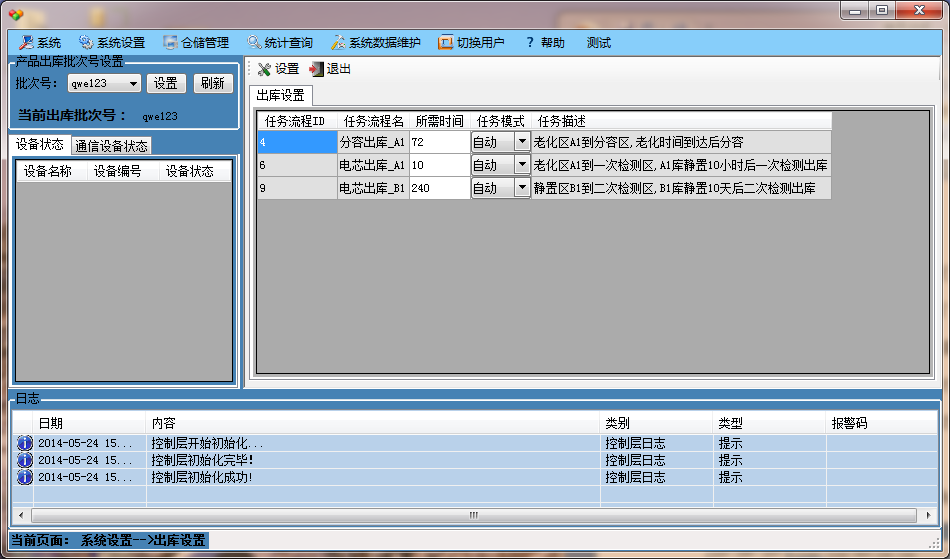 系统 系统设置 仓储管理 统计查询 系统数据维护 切换用户 ? 帮助 测试
产品出库批次号设置
批次号: qwe123 设置 刷新
当前出库批次号: qwe123
设备状态 通信设备状态
设备名称 设备编号 设备状态
设置 退出
出库设置
任务流程ID 任务流程名 所需时间 任务模式 任务描述
4 分容出库_A1 72 自动 老化区A1到分容区,老化时间到达后分容
6 电芯出库_A1 10 自动 老化区A1到一次检测区,A1库静置10小时后一次检测出库
9 电芯出库_B1 240 自动 静置区B1到二次检测区,B1库静置10天后二次检测出库
日志
日期 内容 类别 类型 报警码
2014-05-24 15... 控制层开始初始化... 控制层日志 提示
2014-05-24 15... 控制层初始化完毕! 控制层日志 提示
2014-05-24 15... 控制层初始化成功! 控制层日志 提示
当前页面: 系统设置-->出库设置